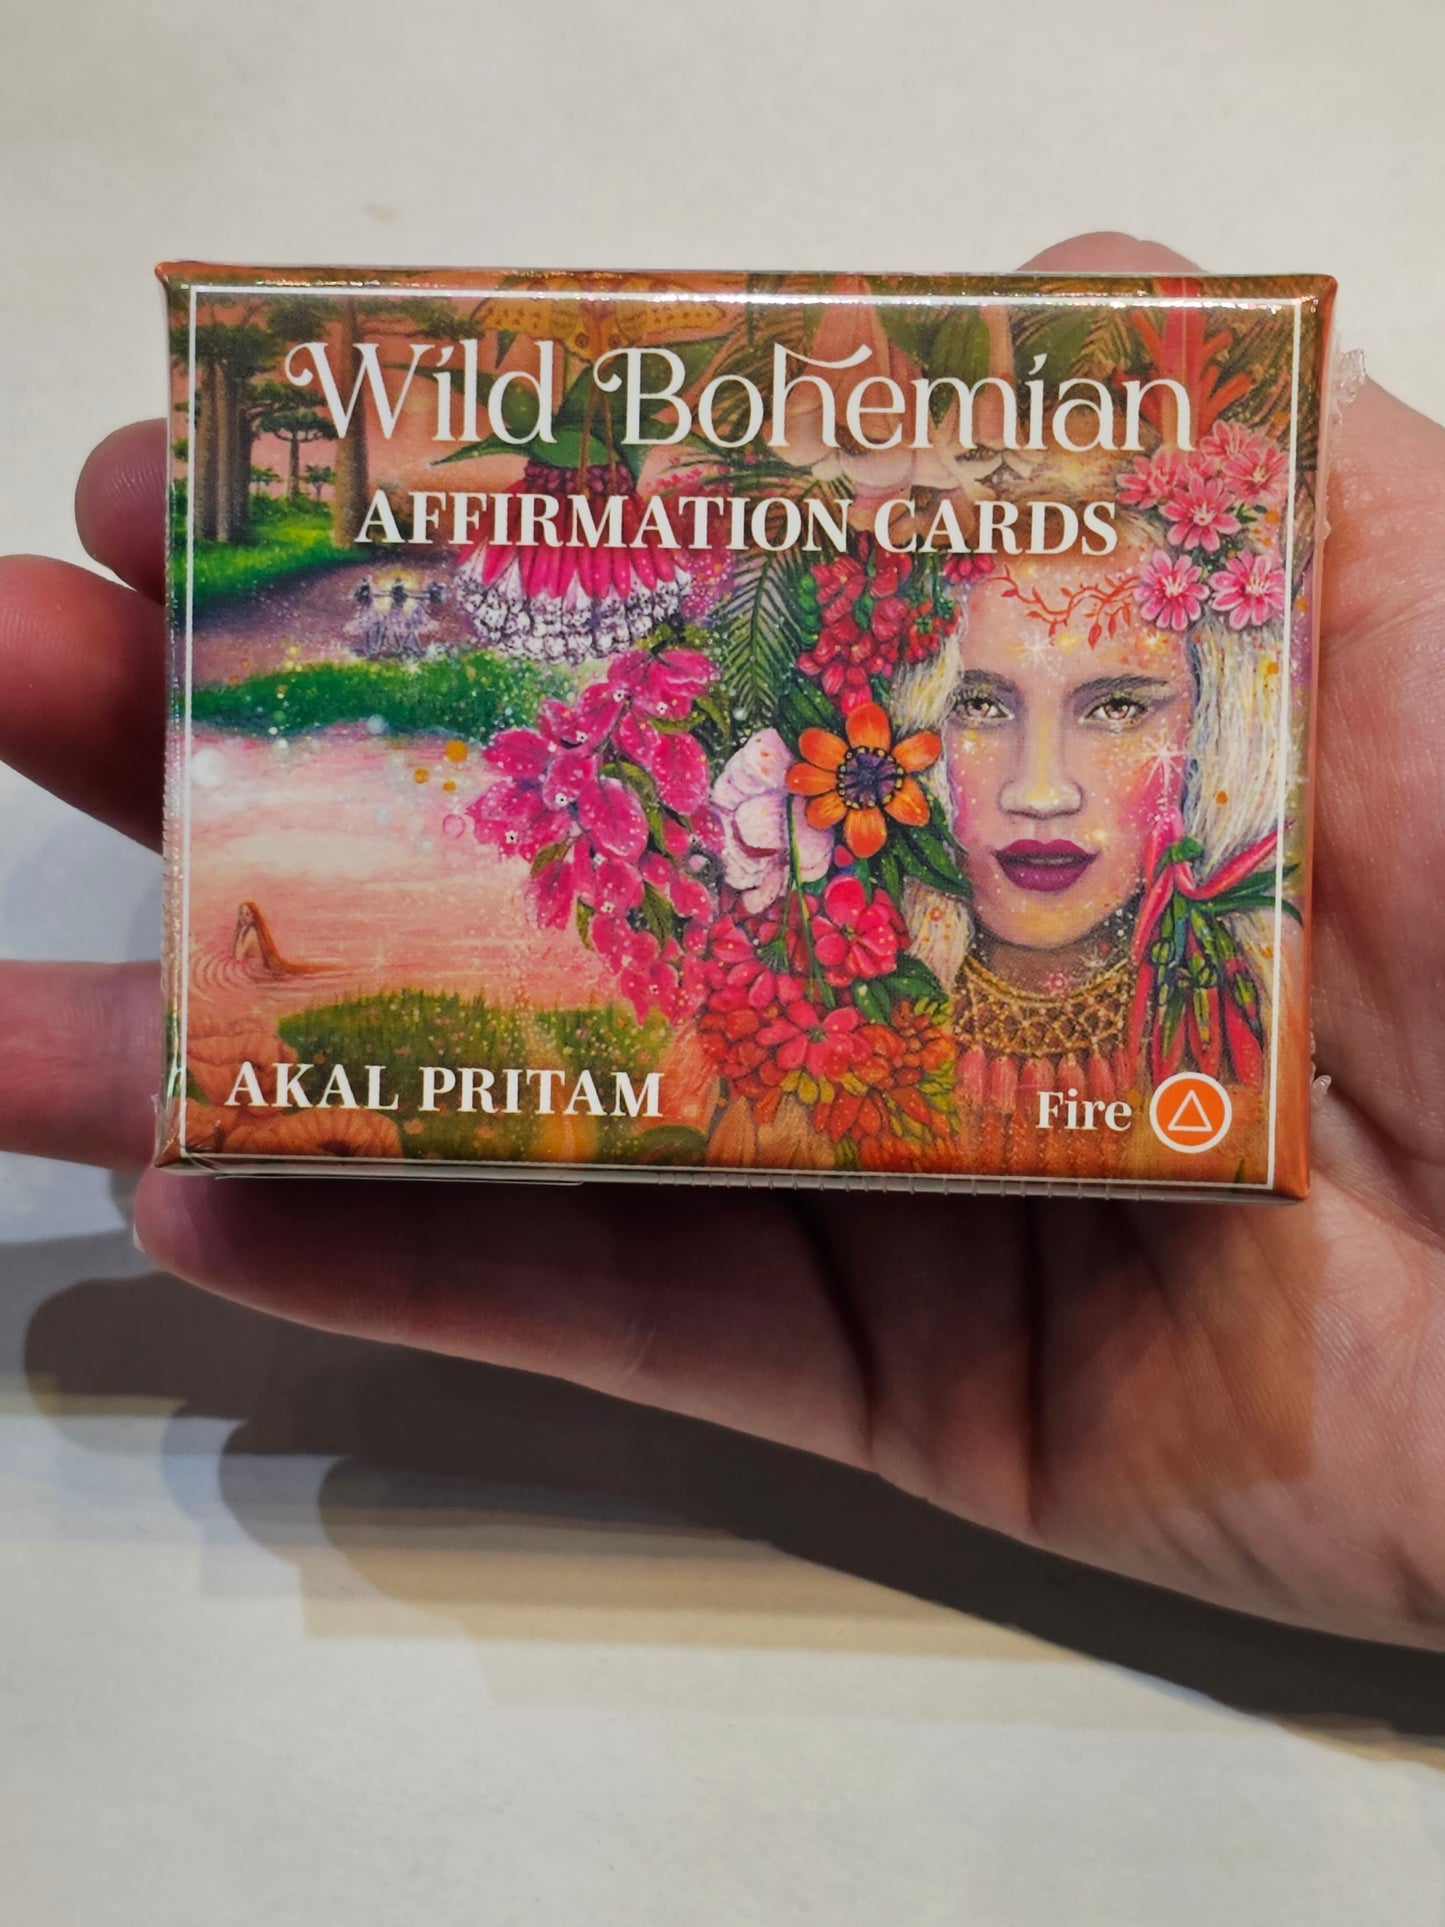 Wild Bohemian
AFFIRMATION CARDS
AKAL PRITAM
Fire